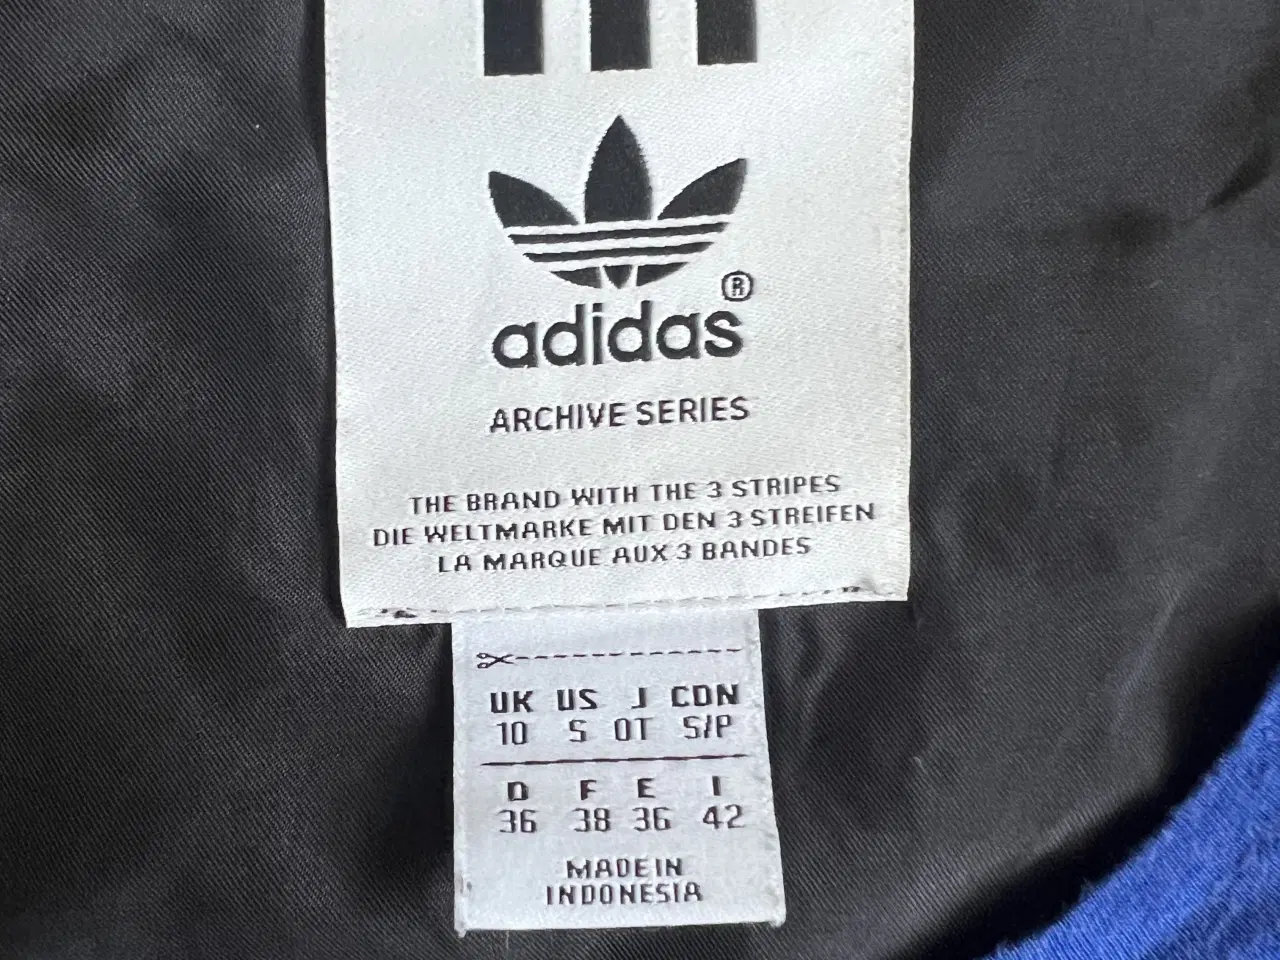 adidas®
ARCHIVE SERIES
THE BRAND WITH THE 3 STRIPES
DIE WELTMARKE MIT DEN 3 STREIFEN
LA MARQUE AUX 3 BANDES
UK US J CDN
10 S OT S/P
D F E I
36 38 36 42
MADE IN
INDONESIA